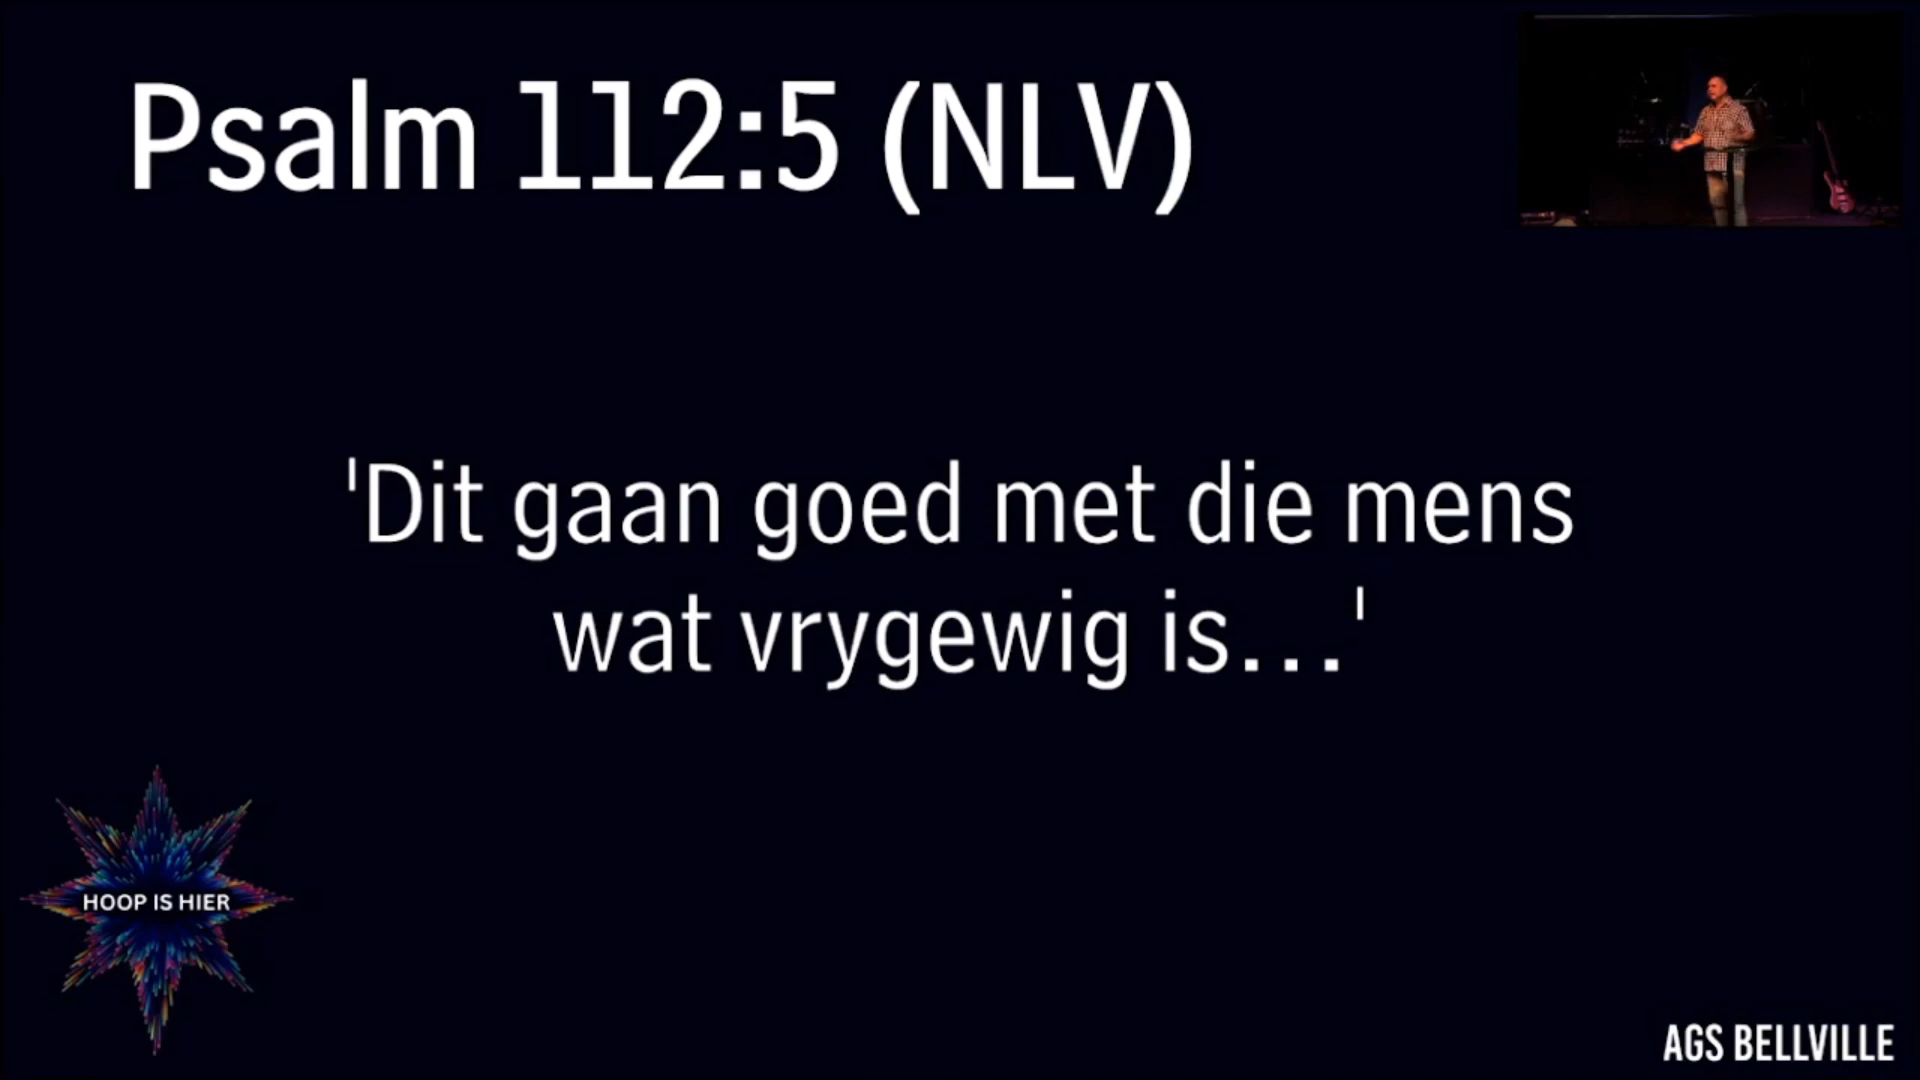 Psalm 112:5 (NLV)
'Dit gaan goed met die mens
wat vrygewig is...'
HOOP IS HIER
AGS BELLVILLE